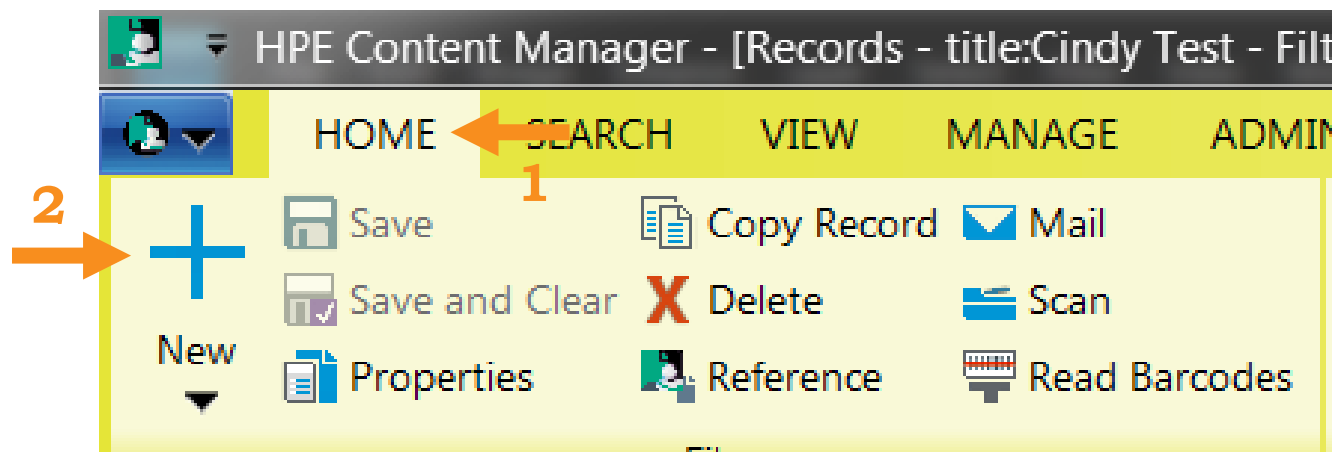 HPE Content Manager - [Records - title:Cindy Test - Filt
HOME SEARCH VIEW MANAGE ADMIN
1
2
Save Copy Record Mail
Save and Clear Delete Scan
New
Properties Reference Read Barcodes